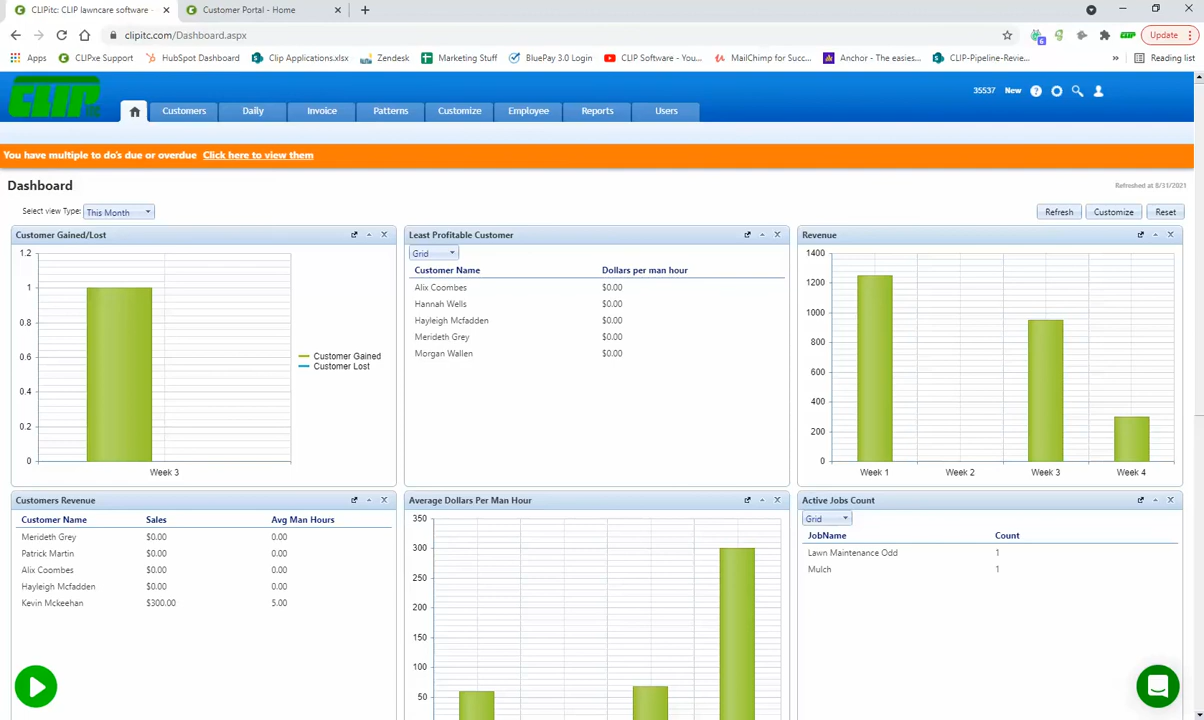 CLIPitc: CLIP lawncare software - × Customer Portal - Home × +
clipitc.com/Dashboard.aspx Update
Apps CLIPxe Support HubSpot Dashboard Clip Applications.xlsx Zendesk Marketing Stuff BluePay 3.0 Login CLIP Software - You... MailChimp for Succ... Anchor - The easies... CLIP-Pipeline-Revie... » Reading list
CLIP
35537 New ?
Customers Daily Invoice Patterns Customize Employee Reports Users
You have multiple to do's due or overdue Click here to view them
Dashboard
Refreshed at 8/31/2021
Select view Type: This Month Refresh Customize Reset
Customer Gained/Lost
1.2
1
0.8
0.6
0.4
0.2
0
Week 3
Customer Gained
Customer Lost
Least Profitable Customer
Grid
Customer Name Dollars per man hour
Alix Coombes $0.00
Hannah Wells $0.00
Hayleigh Mcfadden $0.00
Merideth Grey $0.00
Morgan Wallen $0.00
Revenue
1400
1200
1000
800
600
400
200
0
Week 1 Week 2 Week 3 Week 4
Customers Revenue
Customer Name Sales Avg Man Hours
Merideth Grey $0.00 0.00
Patrick Martin $0.00 0.00
Alix Coombes $0.00 0.00
Hayleigh Mcfadden $0.00 0.00
Kevin Mckeehan $300.00 5.00
Average Dollars Per Man Hour
350
300
250
200
150
100
50
Active Jobs Count
Grid
JobName Count
Lawn Maintenance Odd 1
Mulch 1